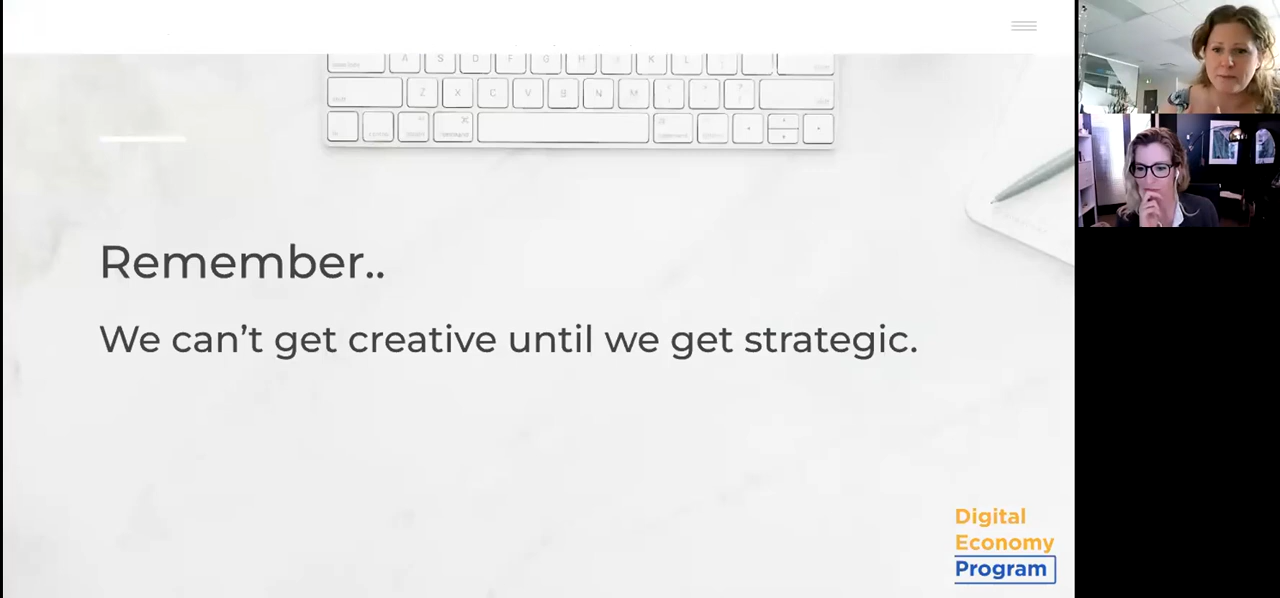 A S D F G H K L
Z X C V B N M
Remember..
We can’t get creative until we get strategic.
Digital
Economy
Program